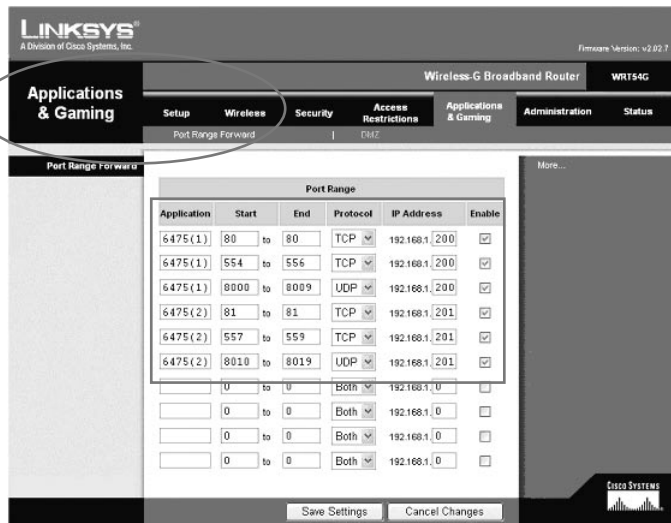 LINKSYS®
A Division of Cisco Systems, Inc.
Firmware Version: v2.02.7
Wireless-G Broadband Router WRT54G
Applications & Gaming
Setup Wireless Security Access Restrictions Applications & Gaming Administration Status
Port Range Forward | DMZ
Port Range Forward
More...
Port Range
Application Start End Protocol IP Address Enable
6475(1) 80 to 80 TCP 192.168.1. 200
6475(1) 554 to 556 TCP 192.168.1. 200
6475(1) 8000 to 8009 UDP 192.168.1. 200
6475(2) 81 to 81 TCP 192.168.1. 201
6475(2) 557 to 559 TCP 192.168.1. 201
6475(2) 8010 to 8019 UDP 192.168.1. 201
0 to 0 Both 192.168.1. 0
0 to 0 Both 192.168.1. 0
0 to 0 Both 192.168.1. 0
0 to 0 Both 192.168.1. 0
CISCO SYSTEMS
Save Settings Cancel Changes